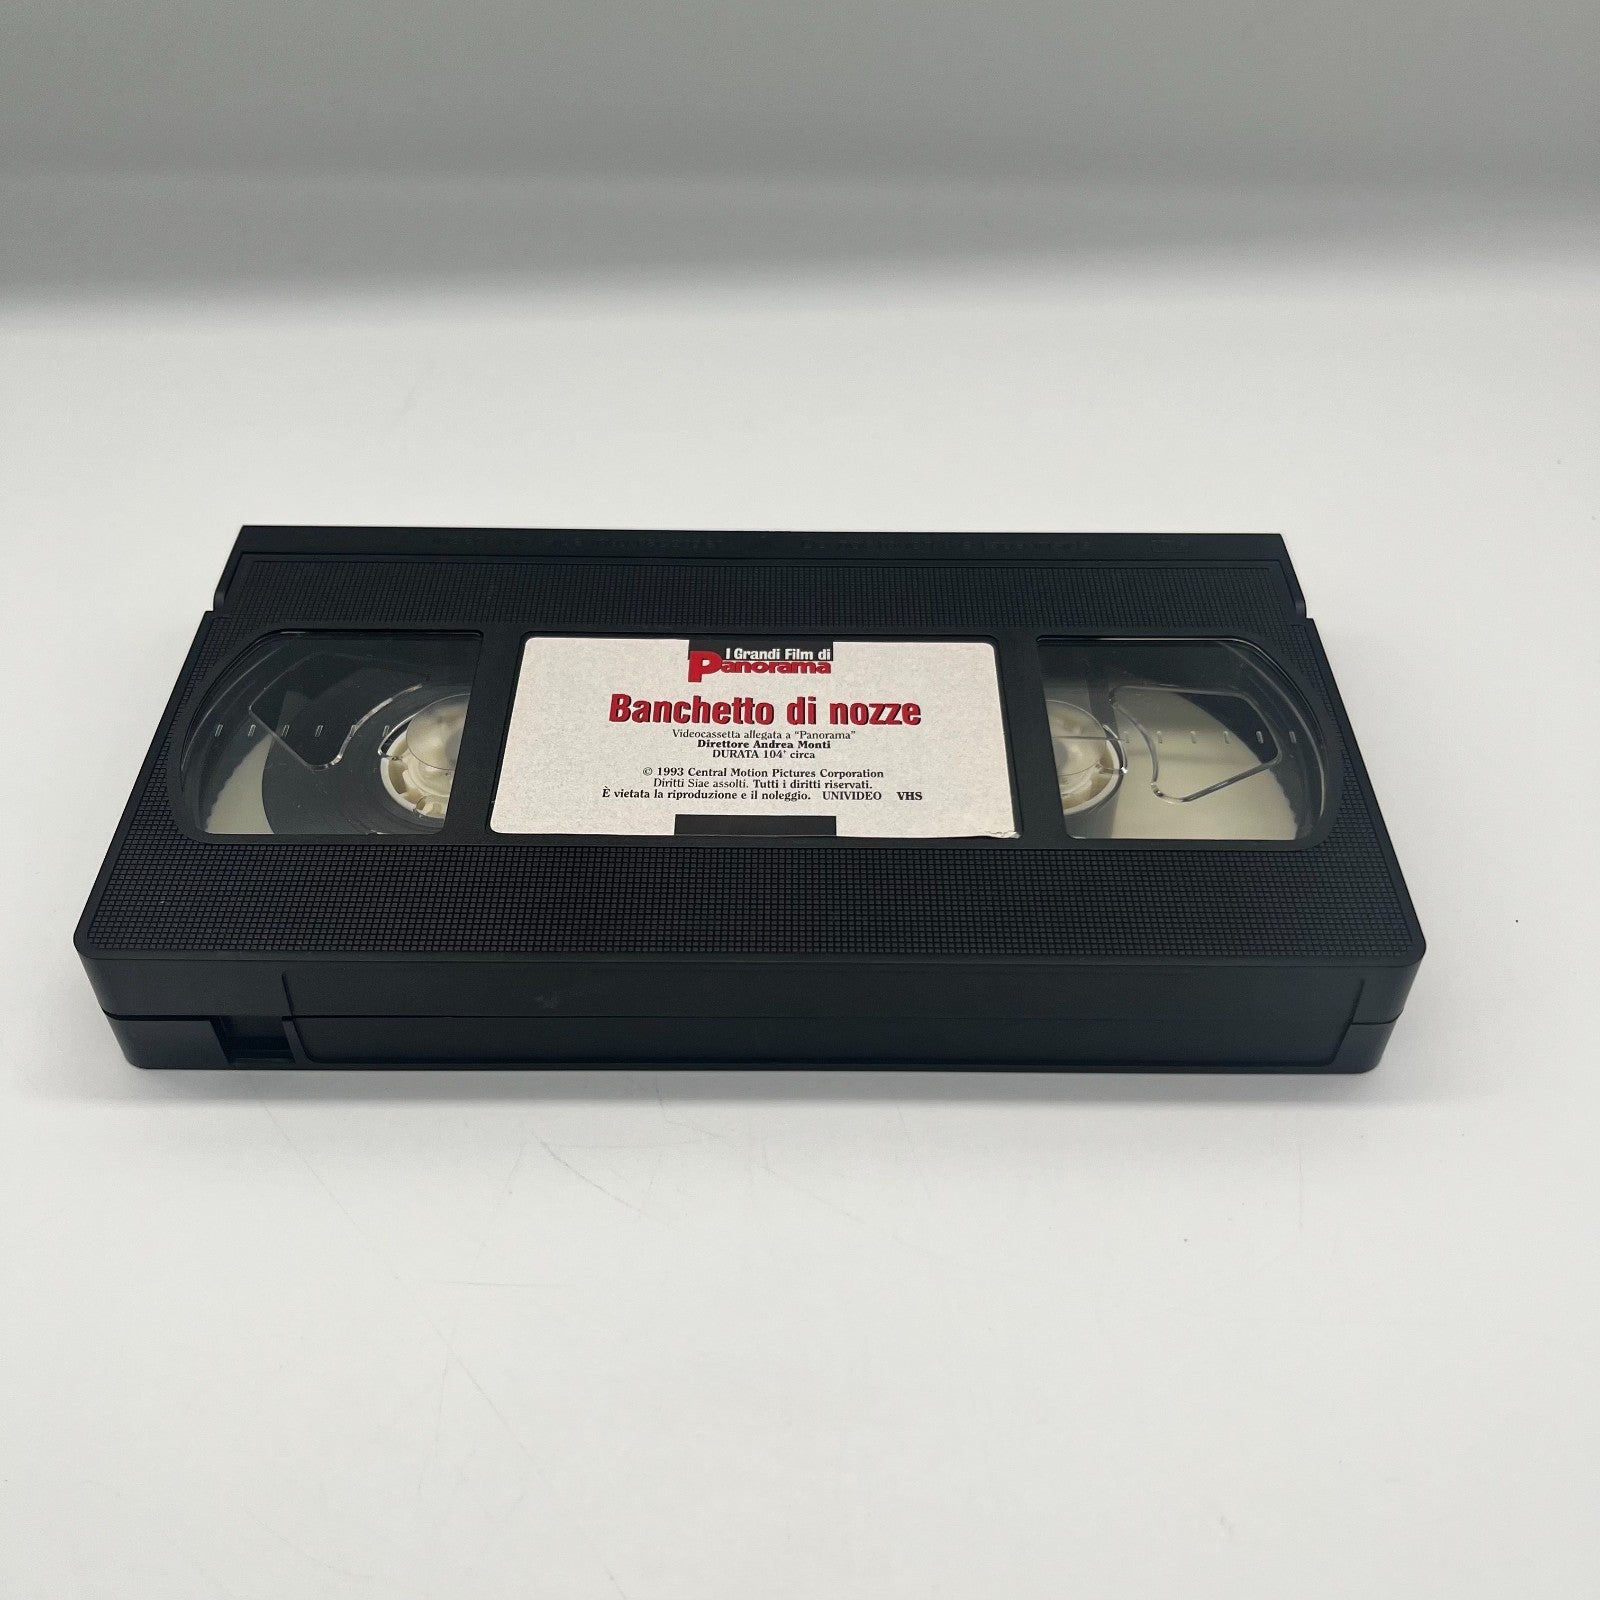 I Grandi Film di
Panorama
Banchetto di nozze
Videocassetta allegata a "Panorama"
Direttore Andrea Monti
DURATA 104' circa
© 1993 Central Motion Pictures Corporation
Diritti Siae assolti. Tutti i diritti riservati.
È vietata la riproduzione e il noleggio. UNIVIDEO VHS